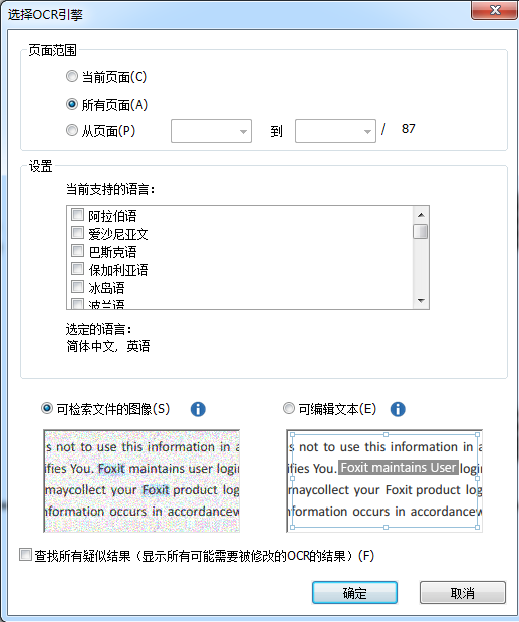 选择OCR引擎
页面范围
当前页面(C)
所有页面(A)
从页面(P) 到 / 87
设置
当前支持的语言:
阿拉伯语
爱沙尼亚文
巴斯克语
保加利亚语
冰岛语
波兰语
选定的语言:
简体中文, 英语
可检索文件的图像(S) 可编辑文本(E)
s not to use this information in a
ifies You. Foxit maintains user login
maycollect your Foxit product log
nformation occurs in accordancew
s not to use this information in a
ifies You. Foxit maintains User login
maycollect your Foxit product log
nformation occurs in accordancew
查找所有疑似结果（显示所有可能需要被修改的OCR的结果）(F)
确定 取消